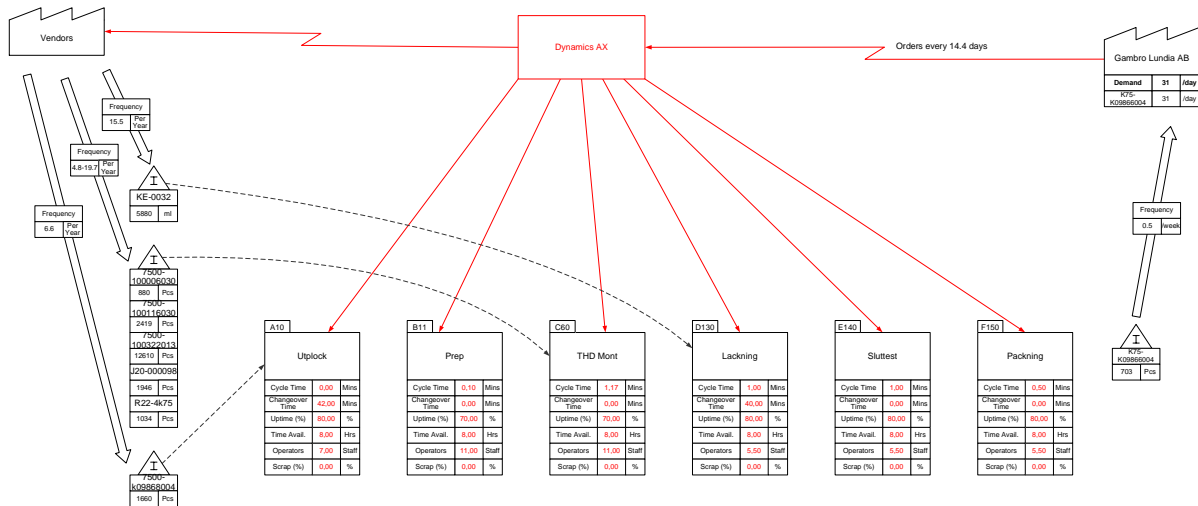 Vendors
Dynamics AX
Orders every 14.4 days
Gambro Lundia AB
Demand 31 /day
K75-
K09866004 31 /day
Frequency
15.5 Per
Year
Frequency
4.8-19.7 Per
Year
Frequency
6.6 Per
Year
I
KE-0032
5880 ml
I
7500-
100006030
880 Pcs
7500-
100116030
2419 Pcs
7500-
100322013
12610 Pcs
J20-000098
1946 Pcs
R22-4k75
1034 Pcs
I
7500-
k09868004
1660 Pcs
A10
Utplock
Cycle Time 0,00 Mins
Changeover
Time 42,00 Mins
Uptime (%) 80,00 %
Time Avail. 8,00 Hrs
Operators 7,00 Staff
Scrap (%) 0,00 %
B11
Prep
Cycle Time 0,10 Mins
Changeover
Time 0,00 Mins
Uptime (%) 70,00 %
Time Avail. 8,00 Hrs
Operators 11,00 Staff
Scrap (%) 0,00 %
C60
THD Mont
Cycle Time 1,17 Mins
Changeover
Time 0,00 Mins
Uptime (%) 70,00 %
Time Avail. 8,00 Hrs
Operators 11,00 Staff
Scrap (%) 0,00 %
D130
Lackning
Cycle Time 1,00 Mins
Changeover
Time 40,00 Mins
Uptime (%) 80,00 %
Time Avail. 8,00 Hrs
Operators 5,50 Staff
Scrap (%) 0,00 %
E140
Sluttest
Cycle Time 1,00 Mins
Changeover
Time 0,00 Mins
Uptime (%) 80,00 %
Time Avail. 8,00 Hrs
Operators 5,50 Staff
Scrap (%) 0,00 %
F150
Packning
Cycle Time 0,50 Mins
Changeover
Time 0,00 Mins
Uptime (%) 80,00 %
Time Avail. 8,00 Hrs
Operators 5,50 Staff
Scrap (%) 0,00 %
Frequency
0.5 /week
I
K75-
K09866004
703 Pcs